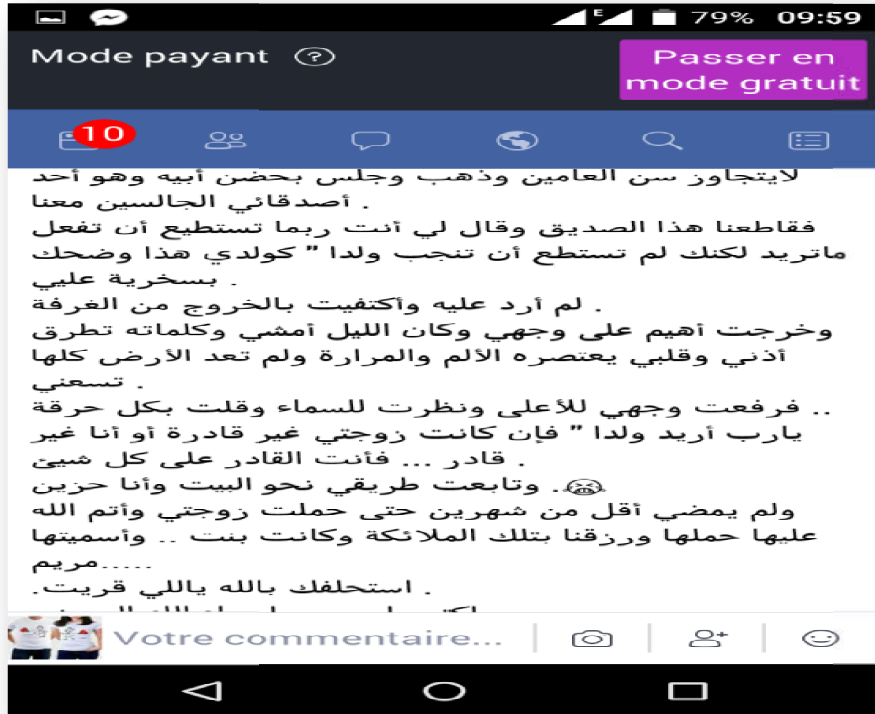 E 79% 09:59
Mode payant ?
Passer en
mode gratuit
10
لايتجاوز سن العامين وذهب وجلس بحضن أبيه وهو أحد
أصدقائي الجالسين معنا .
فقاطعنا هذا الصديق وقال لي أنت ربما تستطيع أن تفعل
ماتريد لكنك لم تستطع أن تنجب ولدا " كولدي هذا وضحك
بسخرية عليي .
لم أرد عليه وأكتفيت بالخروج من الغرفة .
وخرجت أهيم على وجهي وكان الليل أمشي وكلماته تطرق
أذني وقلبي يعتصره الألم والمرارة ولم تعد الأرض كلها
تسعني .
فرفعت وجهي للأعلى ونظرت للسماء وقلت بكل حرقة ..
يارب أريد ولدا " فإن كانت زوجتي غير قادرة أو أنا غير
قادر ... فأنت القادر على كل شيئ .
وتابعت طريقي نحو البيت وأنا حزين .😭
ولم يمضي أقل من شهرين حتى حملت زوجتي وأتم الله
عليها حملها ورزقنا بتلك الملائكة وكانت بنت .. وأسميتها
مريم.....
استحلفك بالله ياللي قريت. .
Votre commentaire...